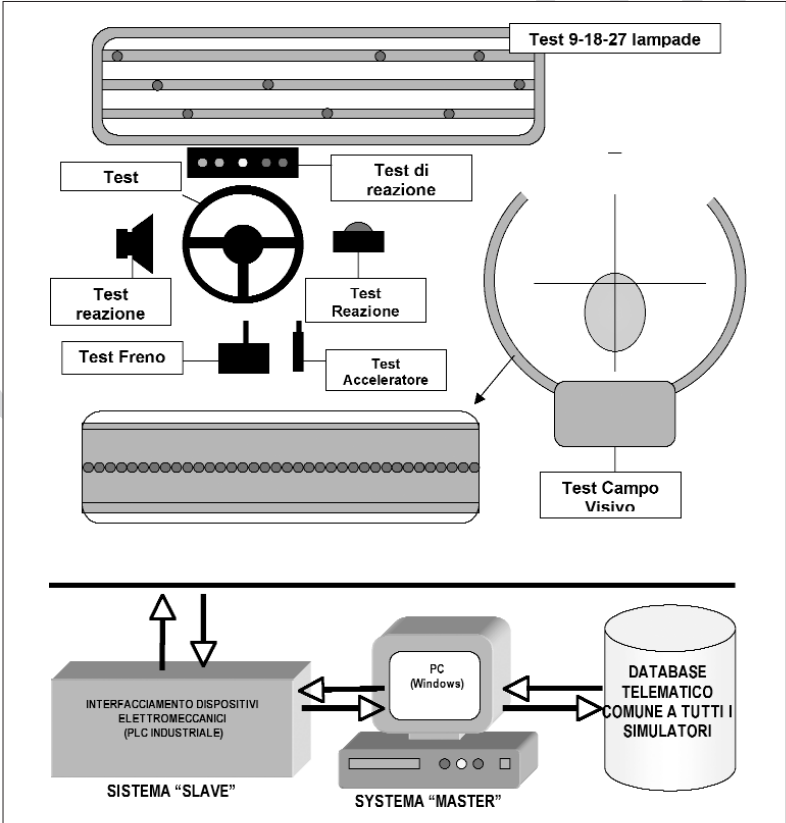 Test 9-18-27 lampade
Test
Test di
reazione
Test
reazione
Test
Reazione
Test Freno
Test
Acceleratore
Test Campo
Visivo
INTERFACCIAMENTO DISPOSITIVI
ELETTROMECCANICI
(PLC INDUSTRIALE)
SISTEMA “SLAVE”
PC
(Windows)
SYSTEMA “MASTER”
DATABASE
TELEMATICO
COMUNE A TUTTI I
SIMULATORI